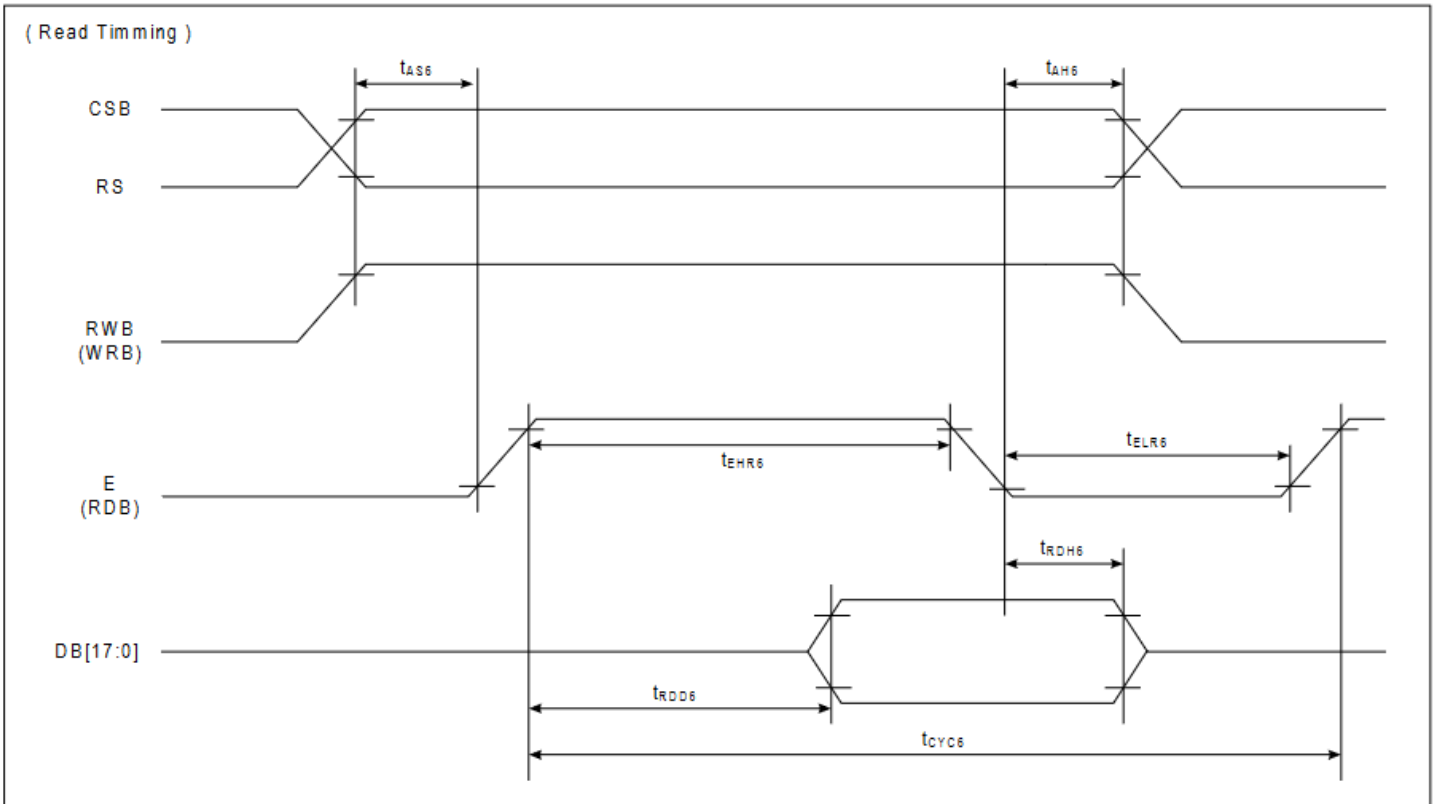 ( Read Timming )
tAS6
tAH6
CSB
RS
RWB
(WRB)
tEHR6
tELR6
E
(RDB)
tRDH6
DB[17:0]
tRDD6
tCYC6